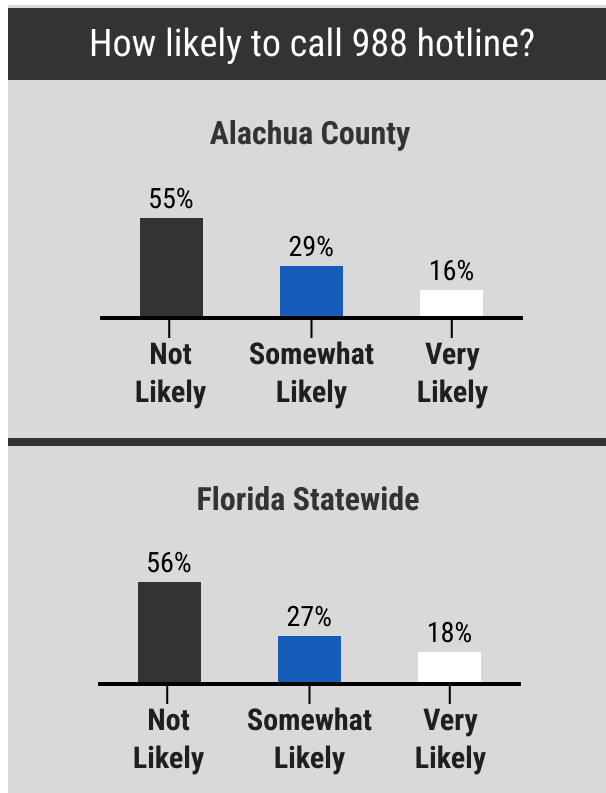 How likely to call 988 hotline?
Alachua County
55%
29%
16%
Not
Likely
Somewhat
Likely
Very
Likely
Florida Statewide
56%
27%
18%
Not
Likely
Somewhat
Likely
Very
Likely